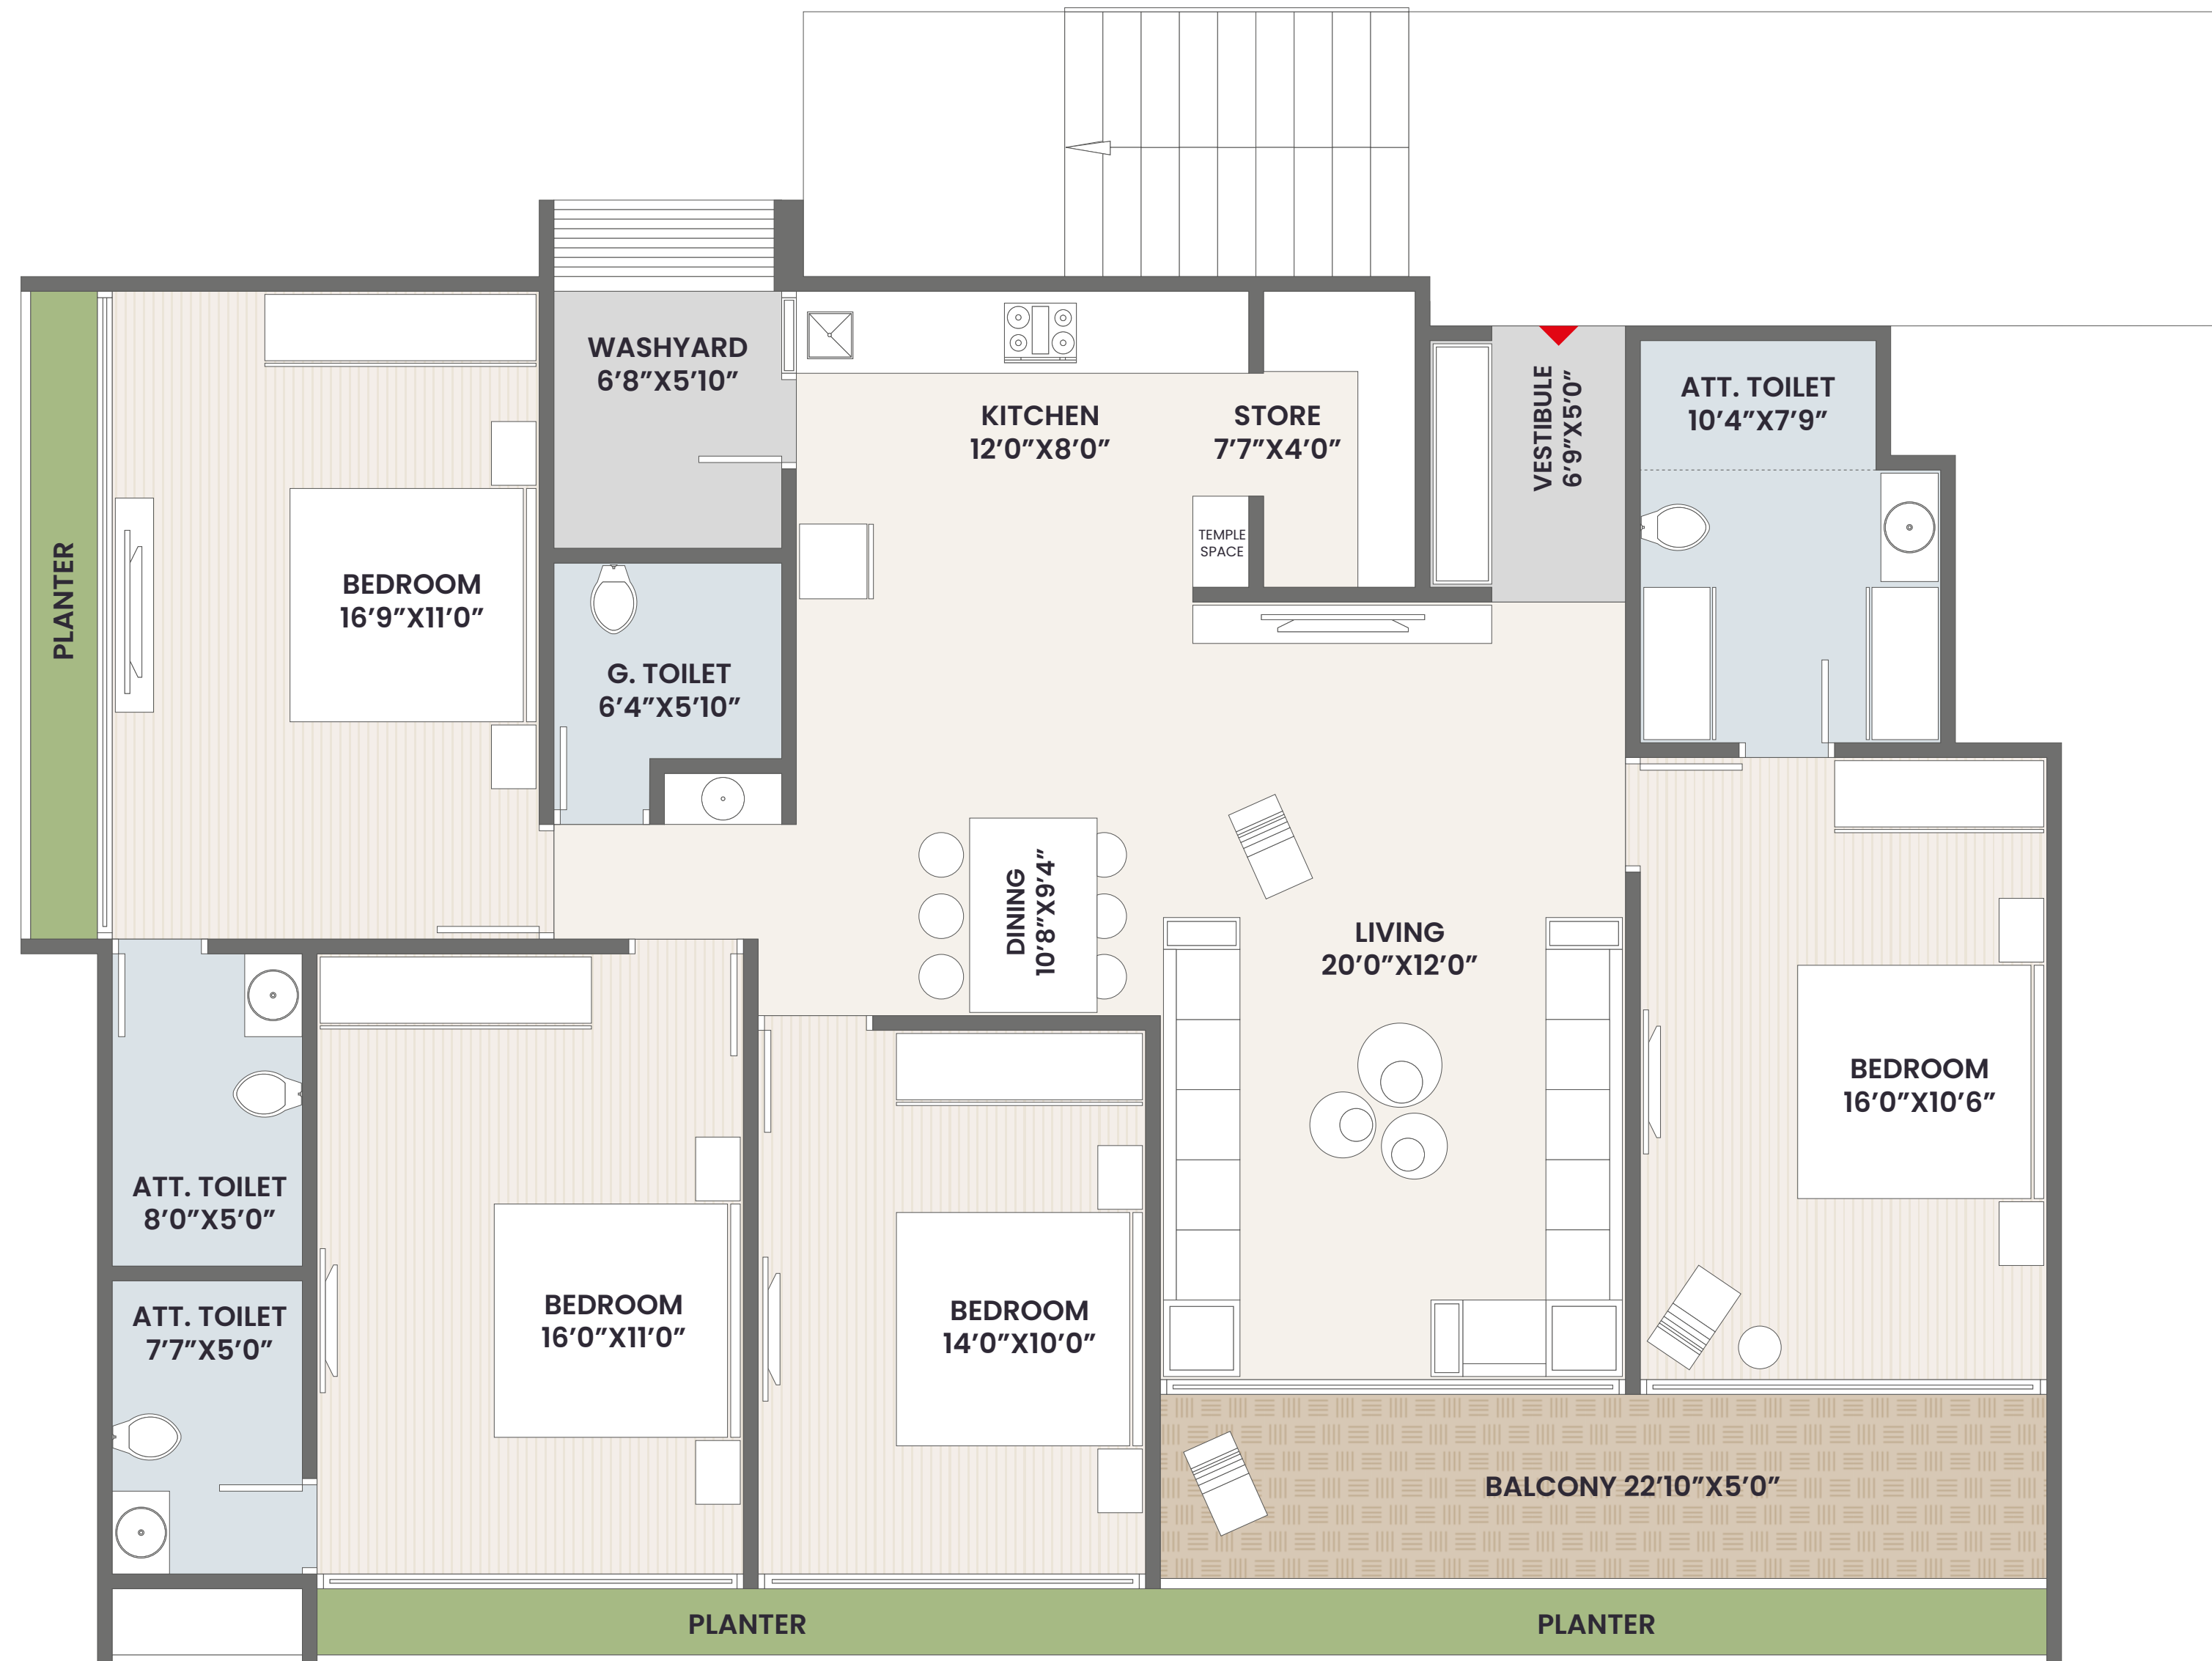 WASHYARD
6’8”X5’10”
KITCHEN
12’0”X8’0”
STORE
7’7”X4’0”
VESTIBULE
6’9”X5’0”
ATT. TOILET
10’4”X7’9”
TEMPLE
SPACE
PLANTER
BEDROOM
16’9”X11’0”
G. TOILET
6’4”X5’10”
DINING
10’8”X9’4”
LIVING
20’0”X12’0”
BEDROOM
16’0”X10’6”
ATT. TOILET
8’0”X5’0”
ATT. TOILET
7’7”X5’0”
BEDROOM
16’0”X11’0”
BEDROOM
14’0”X10’0”
BALCONY 22’10”X5’0”
PLANTER
PLANTER